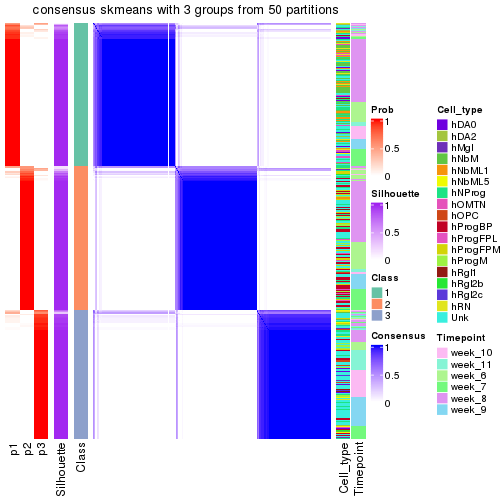 consensus skmeans with 3 groups from 50 partitions
p1
p2
p3
Silhouette
Class
Cell_type
Timepoint
Prob
1
0.5
0
Silhouette
1
0.5
0
Class
1
2
3
Consensus
1
0.5
0
Cell_type
hDA0
hDA2
hMgl
hNbM
hNbML1
hNbML5
hNProg
hOMTN
hOPC
hProgBP
hProgFPL
hProgFPM
hProgM
hRgl1
hRgl2b
hRgl2c
hRN
Unk
Timepoint
week_10
week_11
week_6
week_7
week_8
week_9